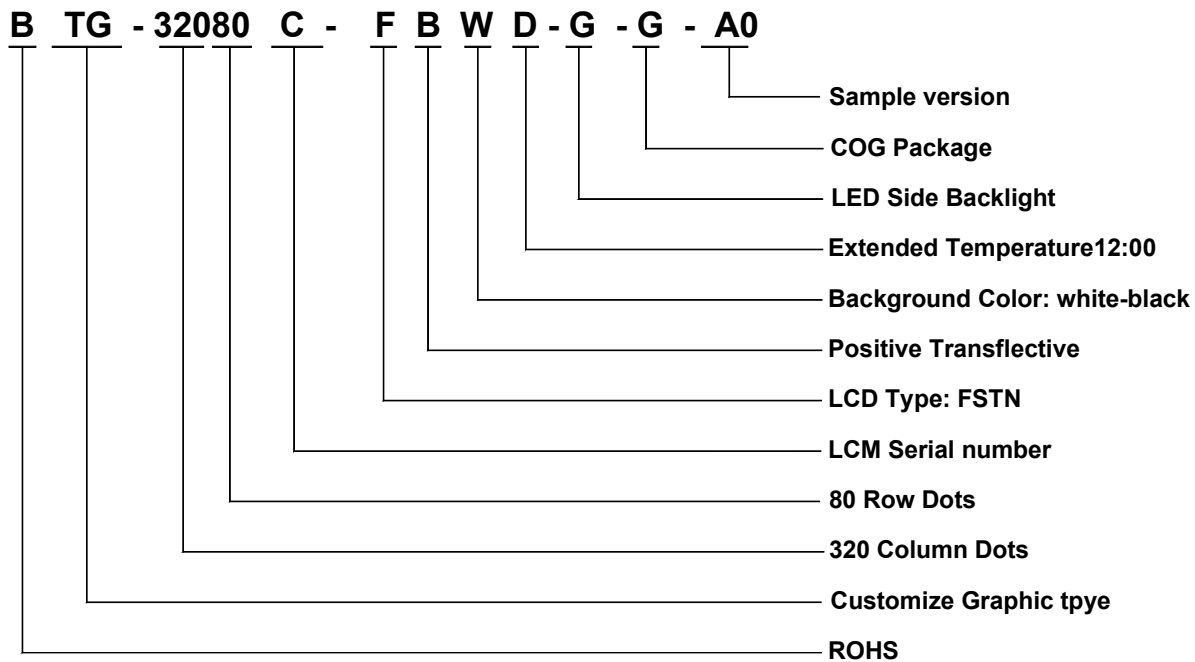 B TG - 32080 C - F B W D - G - G - A0
Sample version
COG Package
LED Side Backlight
Extended Temperature12:00
Background Color: white-black
Positive Transflective
LCD Type: FSTN
LCM Serial number
80 Row Dots
320 Column Dots
Customize Graphic tpye
ROHS